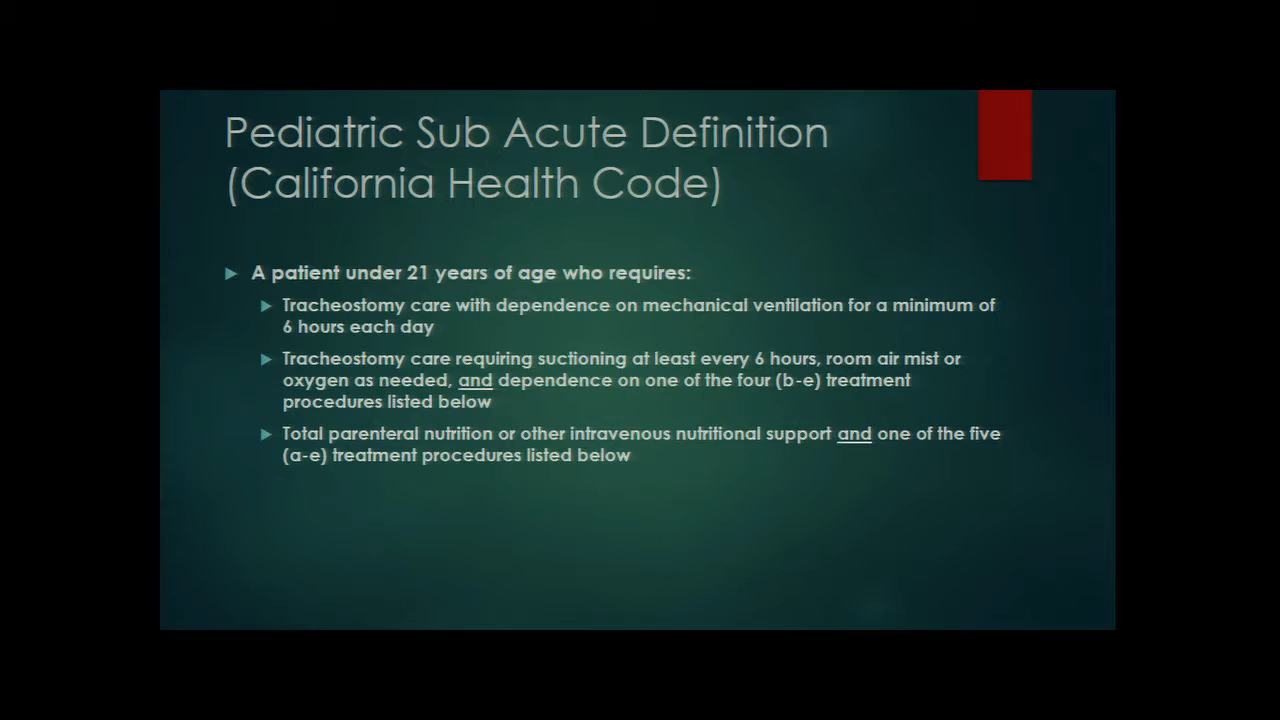 Pediatric Sub Acute Definition
(California Health Code)
A patient under 21 years of age who requires:
Tracheostomy care with dependence on mechanical ventilation for a minimum of
6 hours each day
Tracheostomy care requiring suctioning at least every 6 hours, room air mist or
oxygen as needed, and dependence on one of the four (b-e) treatment
procedures listed below
Total parenteral nutrition or other intravenous nutritional support and one of the five
(a-e) treatment procedures listed below